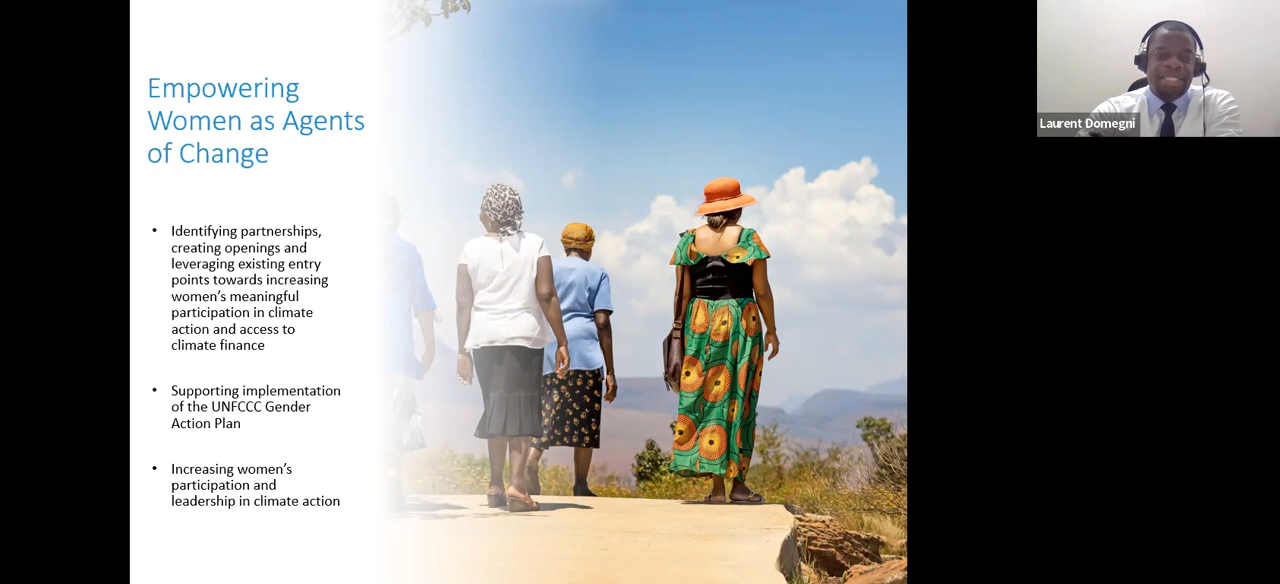 Empowering
Women as Agents
of Change
• Identifying partnerships,
creating openings and
leveraging existing entry
points towards increasing
women’s meaningful
participation in climate
action and access to
climate finance
• Supporting implementation
of the UNFCCC Gender
Action Plan
• Increasing women’s
participation and
leadership in climate action
Laurent Domegni